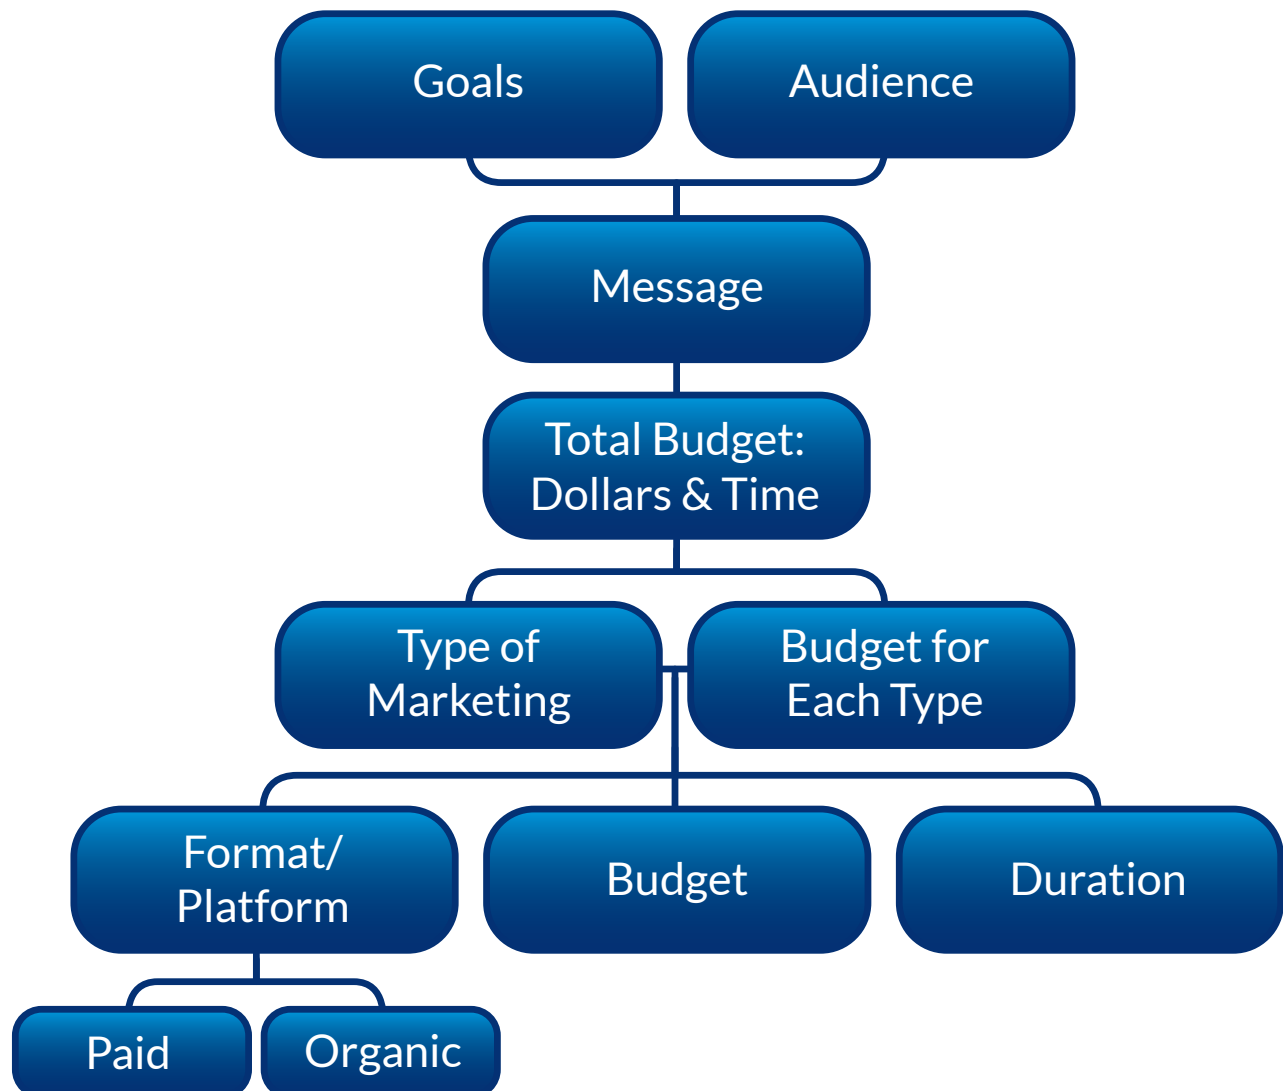 Goals
Audience
Message
Total Budget:
Dollars & Time
Type of
Marketing
Budget for
Each Type
Format/
Platform
Budget
Duration
Paid
Organic